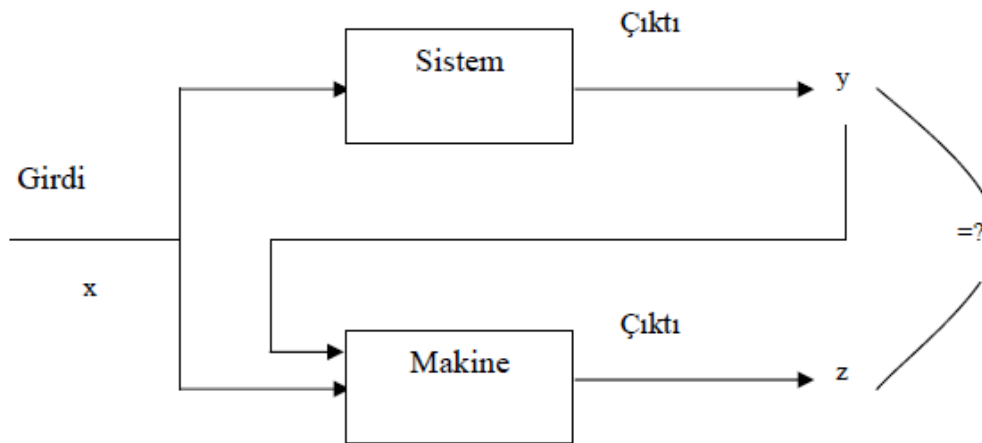 Çıktı
Sistem
y
Girdi
=?
x
Çıktı
Makine
z